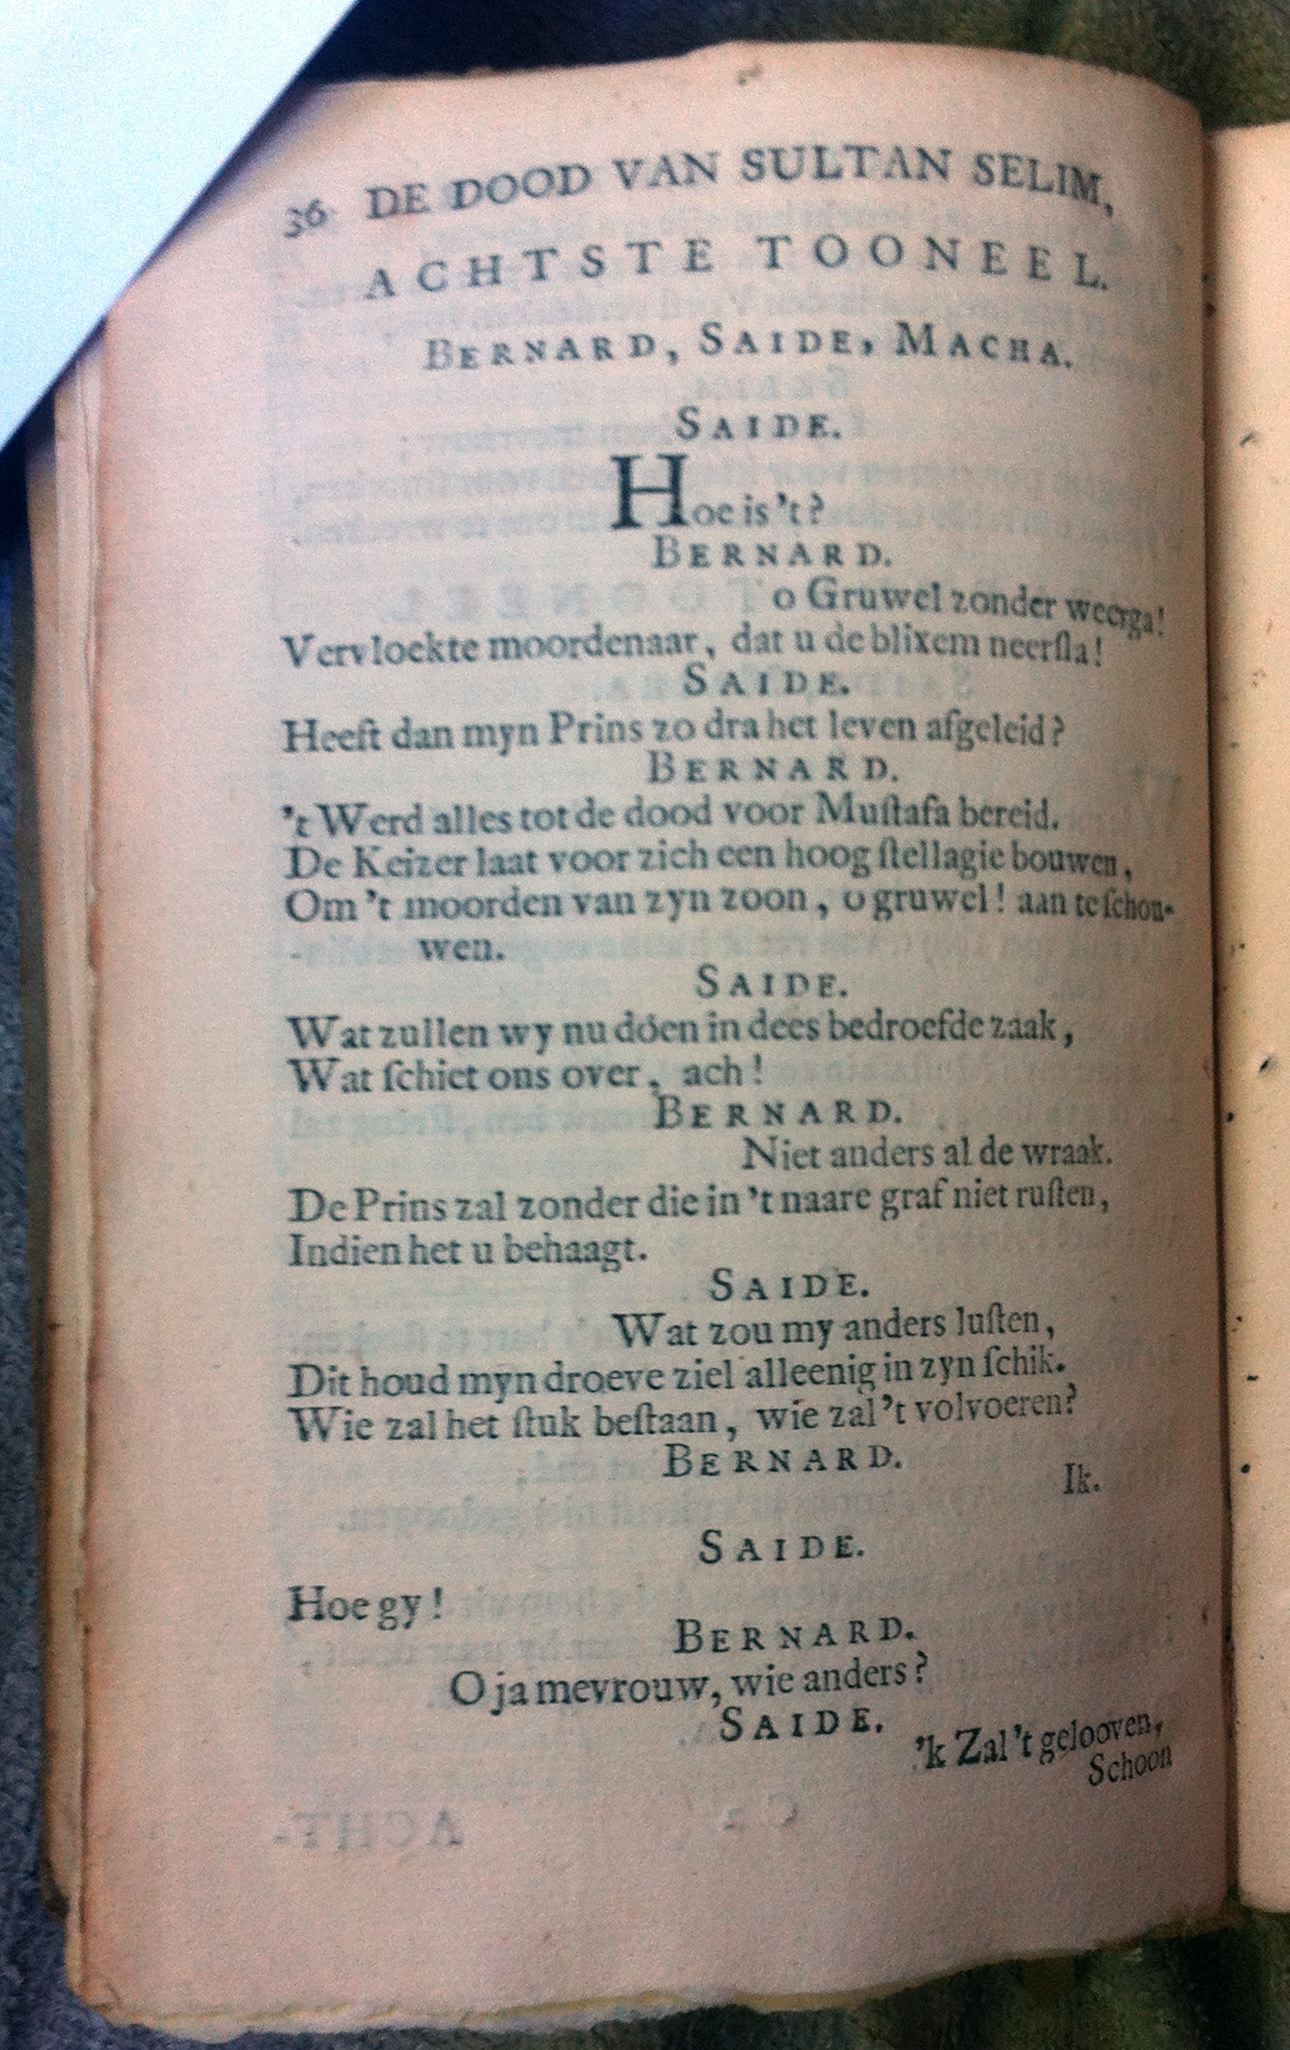 36 DE DOOD VAN SULTAN SELIM,
ACHTSTE TOONEEL.
BERNARD, SAIDE, MACHA.
SAIDE.
Hoe is 't?
BERNARD.
o Gruwel zonder weerga!
Vervloekte moordenaar, dat u de blixem neerſla!
SAIDE.
Heeft dan myn Prins zo dra het leven afgeleid?
BERNARD.
't Werd alles tot de dood voor Muſtafa bereid.
De Keizer laat voor zich een hoog ſtellagie bouwen,
Om 't moorden van zyn zoon, o gruwel! aan te ſchou-
wen.
SAIDE.
Wat zullen wy nu doen in dees bedroefde zaak,
Wat ſchiet ons over, ach!
BERNARD.
Niet anders al de wraak.
De Prins zal zonder die in 't naare graf niet ruſten,
Indien het u behaagt.
SAIDE.
Wat zou my anders luſten,
Dit houd myn droeve ziel alleenig in zyn ſchik.
Wie zal het ſtuk beſtaan, wie zal 't volvoeren?
BERNARD.
Ik.
SAIDE.
Hoe gy!
BERNARD.
O ja mevrouw, wie anders?
SAIDE.
'k Zal 't gelooven,
Schoon